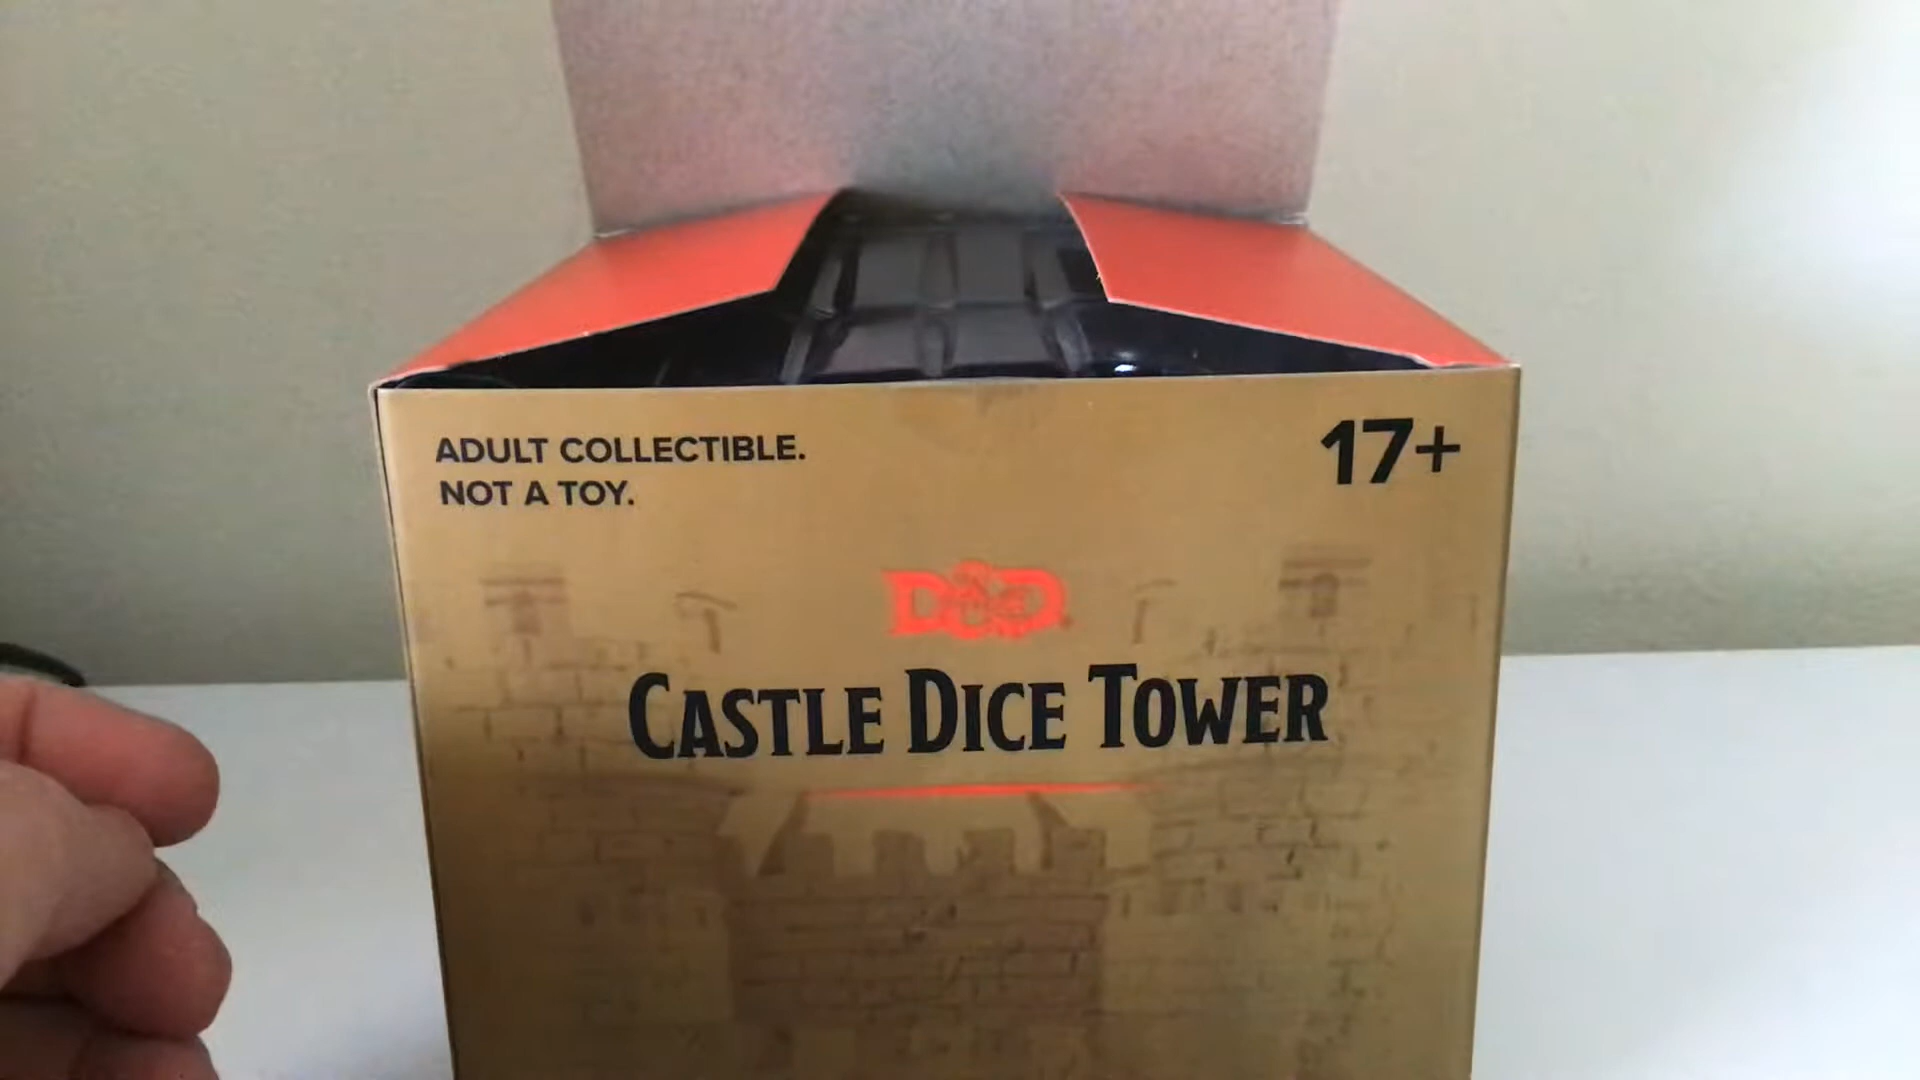 ADULT COLLECTIBLE.
NOT A TOY.
17+
D&D
CASTLE DICE TOWER